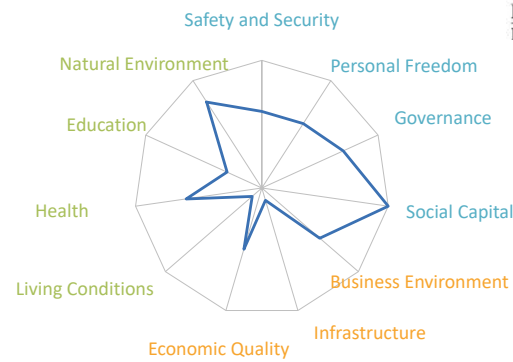 Safety and Security
Natural Environment
Personal Freedom
Education
Governance
Health
Social Capital
Living Conditions
Business Environment
Economic Quality
Infrastructure